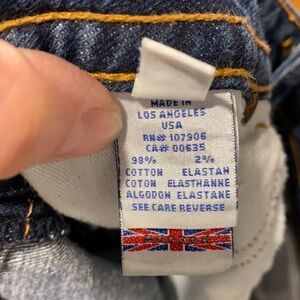 MADE IN
LOS ANGELES
USA
RN# 107906
CA# 00635
98% 2%
COTTON ELASTAN
COTON ELASTHANNE
ALGODON ELASTANE
SEE CARE REVERSE